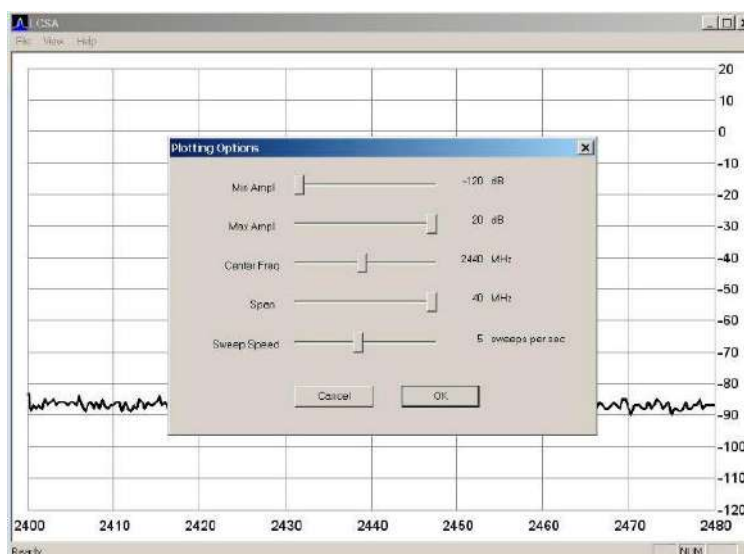 LCSA
File View Help
20
10
0
Plotting Options
-10
Min Ampl -120 dB
-20
Max Ampl 20 dB
-30
Center Freq 2440 MHz
-40
-50
Span 40 MHz
-60
Sweep Speed 5 sweeps per sec
-70
-80
Cancel OK
-90
-100
-110
-120
2400 2410 2420 2430 2440 2450 2460 2470 2480
Ready NUM